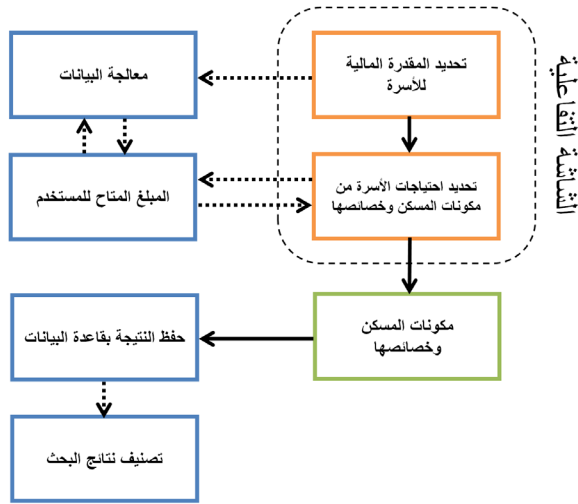 الشاشة التفاعلية
تحديد المقدرة المالية
للأسرة
معالجة البيانات
تحديد احتياجات الأسرة من
مكونات المسكن وخصائصها
المبلغ المتاح للمستخدم
مكونات المسكن
وخصائصها
حفظ النتيجة بقاعدة البيانات
تصنيف نتائج البحث